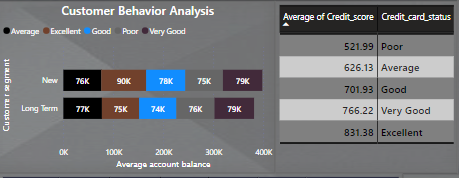 Customer Behavior Analysis
Average Excellent Good Poor Very Good
Customer segment
New 76K 90K 78K 75K 79K
Long Term 77K 75K 74K 76K 79K
0K 100K 200K 300K 400K
Average account balance
Average of Credit_score Credit_card_status
521.99 Poor
626.13 Average
701.93 Good
766.22 Very Good
831.38 Excellent